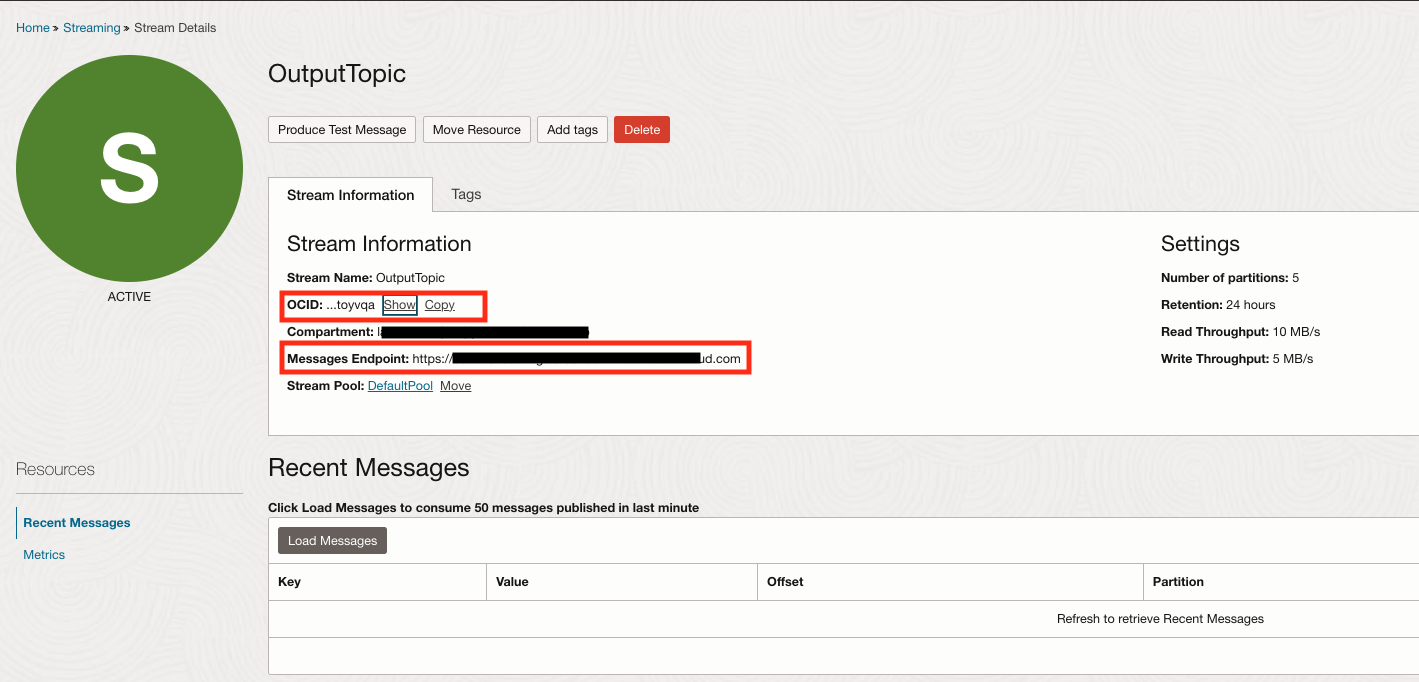 Home » Streaming » Stream Details
S
ACTIVE
OutputTopic
Produce Test Message Move Resource Add tags Delete
Stream Information Tags
Stream Information
Stream Name: OutputTopic
OCID: ...toyvqa Show Copy
Compartment:
Messages Endpoint: https:// ud.com
Stream Pool: DefaultPool Move
Settings
Number of partitions: 5
Retention: 24 hours
Read Throughput: 10 MB/s
Write Throughput: 5 MB/s
Resources
Recent Messages
Metrics
Recent Messages
Click Load Messages to consume 50 messages published in last minute
Load Messages
Key Value Offset Partition
Refresh to retrieve Recent Messages